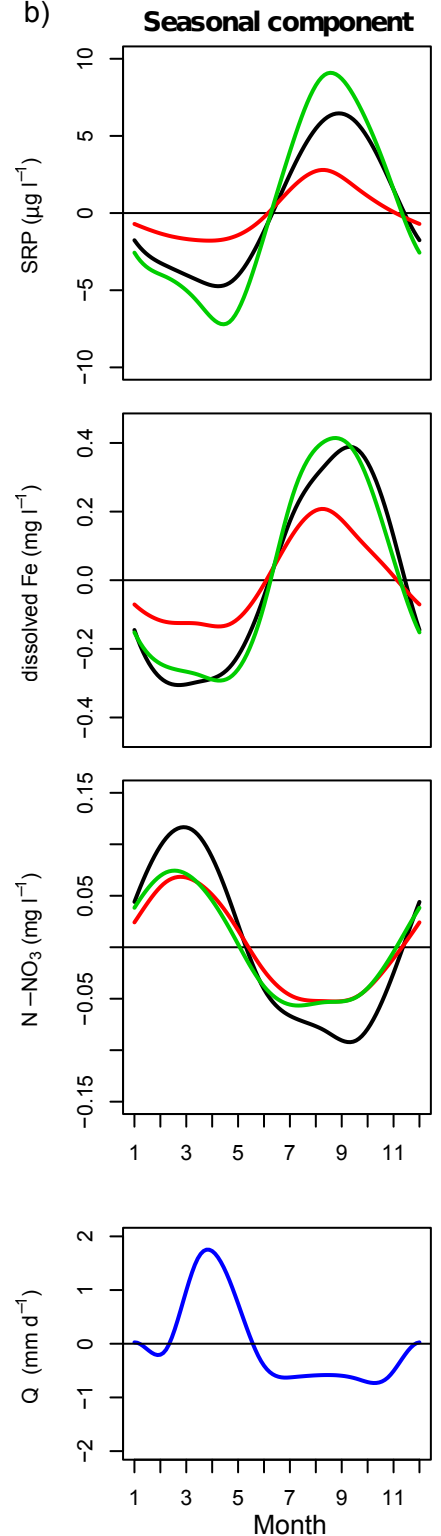 b)
Seasonal component
SRP (µg l⁻¹)
10
5
0
−5
−10
dissolved Fe (mg l⁻¹)
0.4
0.2
0.0
−0.2
−0.4
N −NO₃ (mg l⁻¹)
0.15
0.05
−0.05
−0.15
1 3 5 7 9 11
Q (mm d⁻¹)
2
1
0
−1
−2
1 3 5 7 9 11
Month